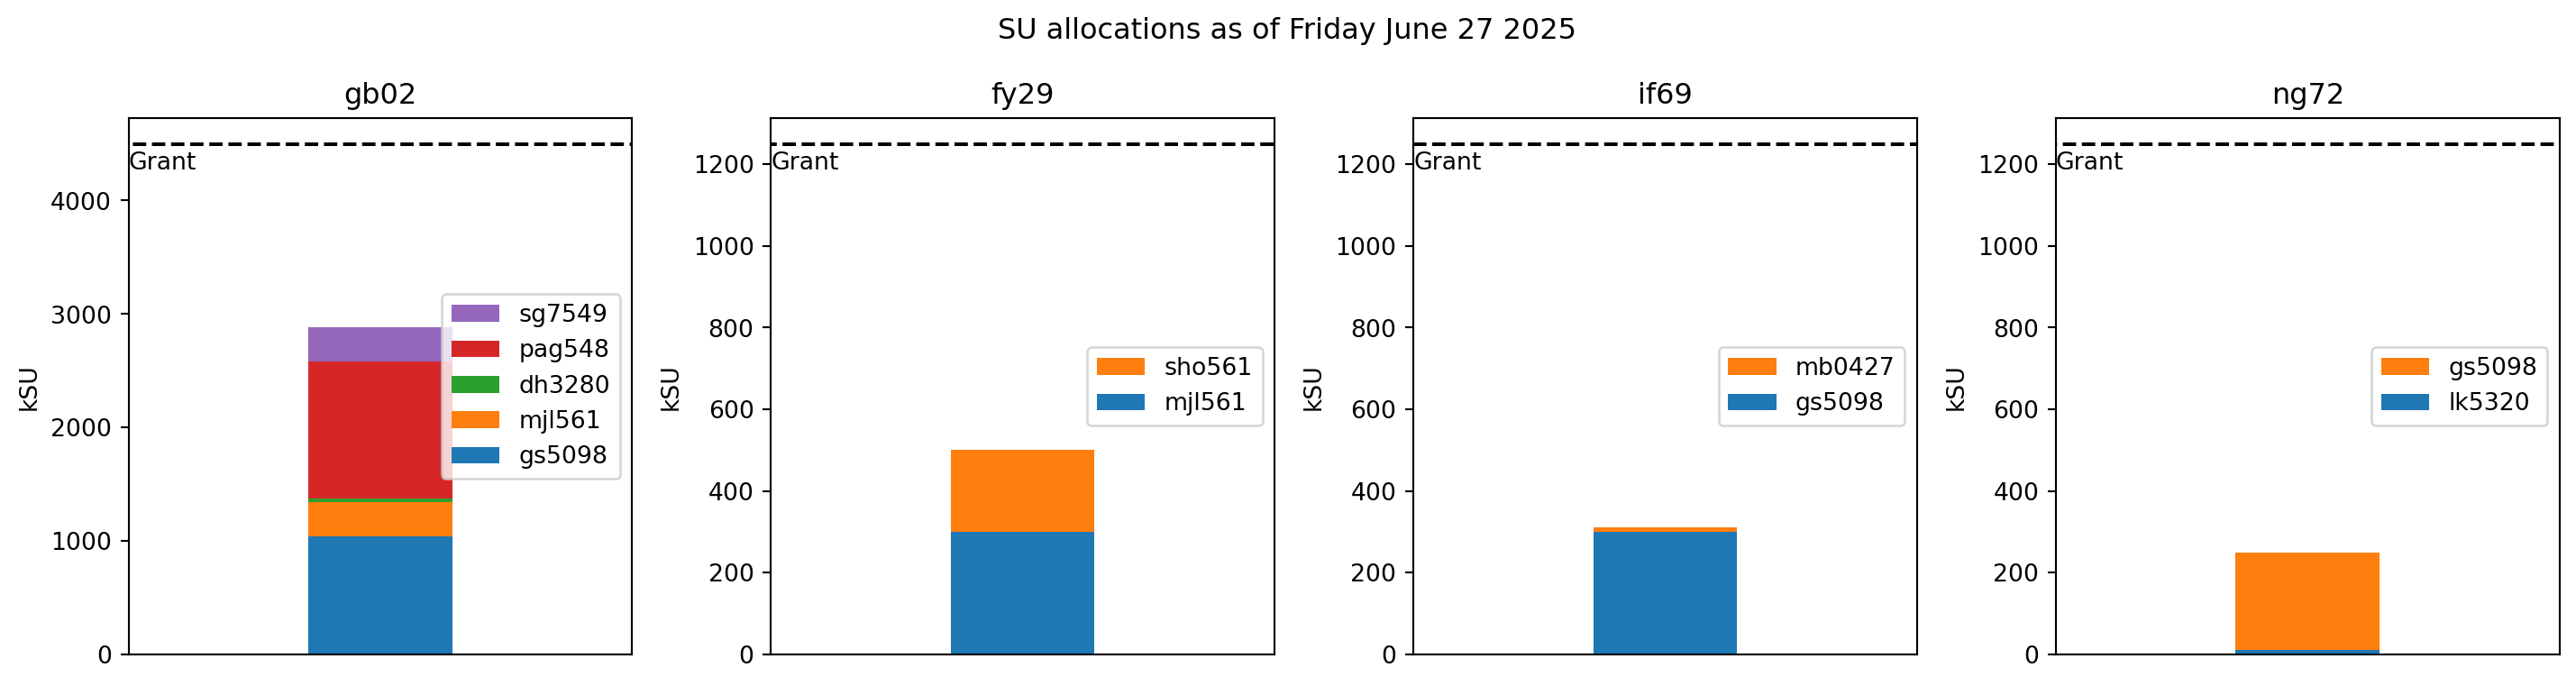 SU allocations as of Friday June 27 2025
gb02
kSU
4000
3000
2000
1000
0
Grant
sg7549
pag548
dh3280
mjl561
gs5098
fy29
kSU
1200
1000
800
600
400
200
0
Grant
sho561
mjl561
if69
kSU
1200
1000
800
600
400
200
0
Grant
mb0427
gs5098
ng72
kSU
1200
1000
800
600
400
200
0
Grant
gs5098
lk5320